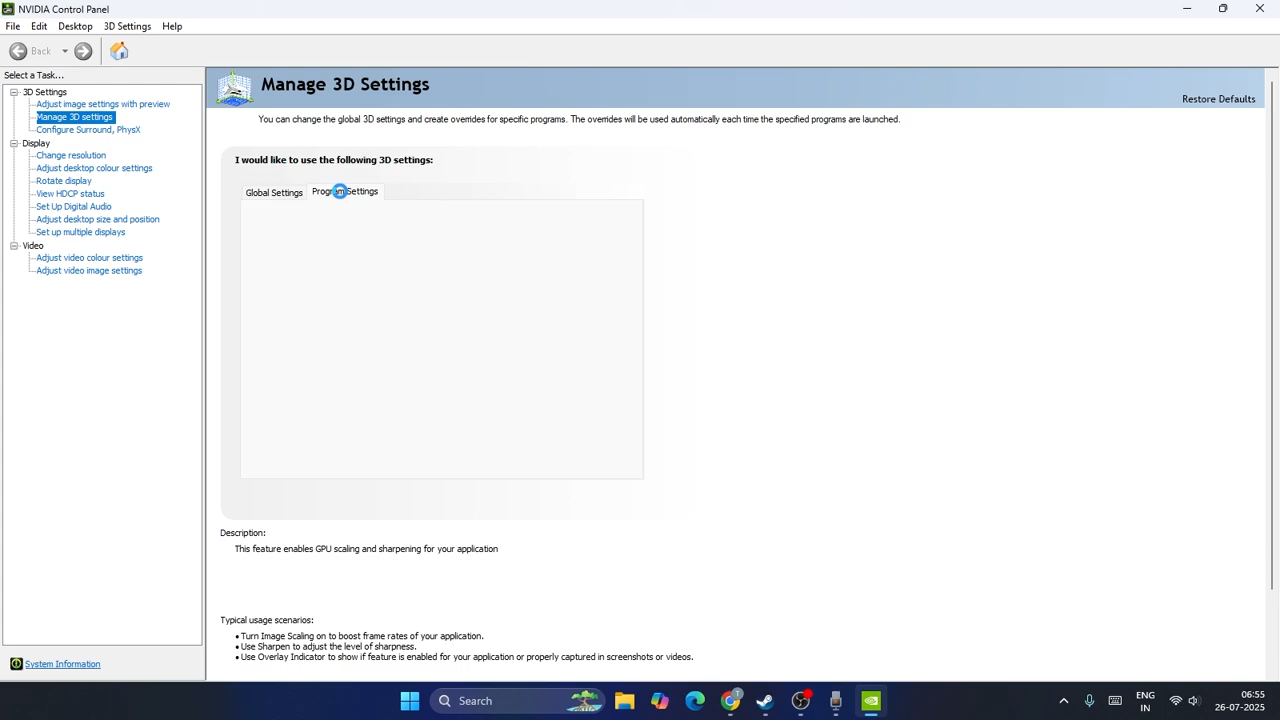 NVIDIA Control Panel
File Edit Desktop 3D Settings Help
Back
Select a Task...
3D Settings
Adjust image settings with preview
Manage 3D settings
Configure Surround, PhysX
Display
Change resolution
Adjust desktop colour settings
Rotate display
View HDCP status
Set Up Digital Audio
Adjust desktop size and position
Set up multiple displays
Video
Adjust video colour settings
Adjust video image settings
System Information
Manage 3D Settings
Restore Defaults
You can change the global 3D settings and create overrides for specific programs. The overrides will be used automatically each time the specified programs are launched.
I would like to use the following 3D settings:
Global Settings Program Settings
Description:
This feature enables GPU scaling and sharpening for your application
Typical usage scenarios:
• Turn Image Scaling on to boost frame rates of your application.
• Use Sharpen to adjust the level of sharpness.
• Use Overlay Indicator to show if feature is enabled for your application or properly captured in screenshots or videos.
Search
T
ENG
IN
06:55
26-07-2025